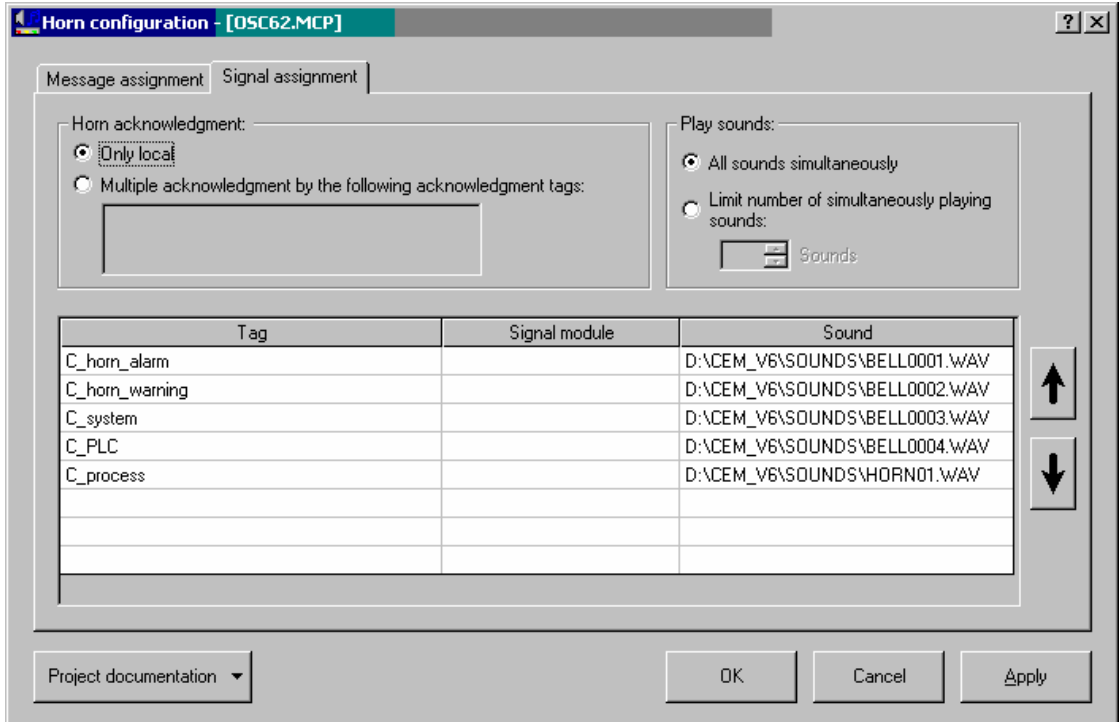 Horn configuration - [OSC62.MCP]
Message assignment Signal assignment
Horn acknowledgment:
Only local
Multiple acknowledgment by the following acknowledgment tags:
Play sounds:
All sounds simultaneously
Limit number of simultaneously playing
sounds:
Sounds
Tag Signal module Sound
C_horn_alarm D:\CEM_V6\SOUNDS\BELL0001.WAV
C_horn_warning D:\CEM_V6\SOUNDS\BELL0002.WAV
C_system D:\CEM_V6\SOUNDS\BELL0003.WAV
C_PLC D:\CEM_V6\SOUNDS\BELL0004.WAV
C_process D:\CEM_V6\SOUNDS\HORN01.WAV
Project documentation OK Cancel Apply